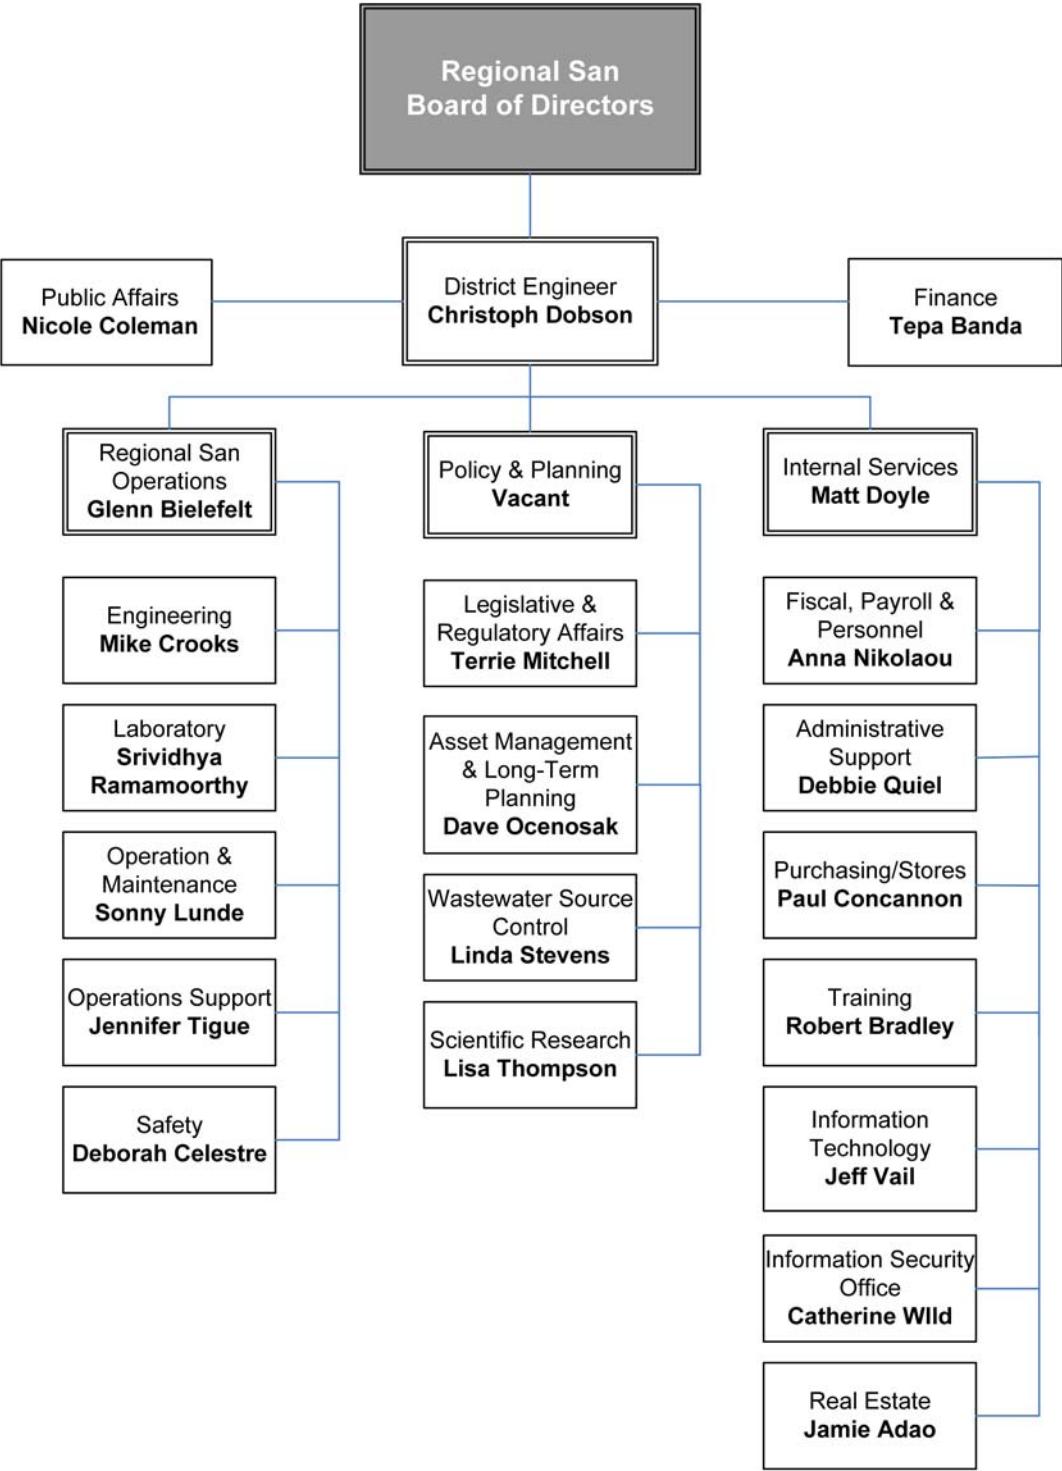 Regional San
Board of Directors
Public Affairs
Nicole Coleman
District Engineer
Christoph Dobson
Finance
Tepa Banda
Regional San
Operations
Glenn Bielefelt
Engineering
Mike Crooks
Laboratory
Srividhya
Ramamoorthy
Operation &
Maintenance
Sonny Lunde
Operations Support
Jennifer Tigue
Safety
Deborah Celestre
Policy & Planning
Vacant
Legislative &
Regulatory Affairs
Terrie Mitchell
Asset Management
& Long-Term
Planning
Dave Ocenosak
Wastewater Source
Control
Linda Stevens
Scientific Research
Lisa Thompson
Internal Services
Matt Doyle
Fiscal, Payroll &
Personnel
Anna Nikolaou
Administrative
Support
Debbie Quiel
Purchasing/Stores
Paul Concannon
Training
Robert Bradley
Information
Technology
Jeff Vail
Information Security
Office
Catherine WIld
Real Estate
Jamie Adao